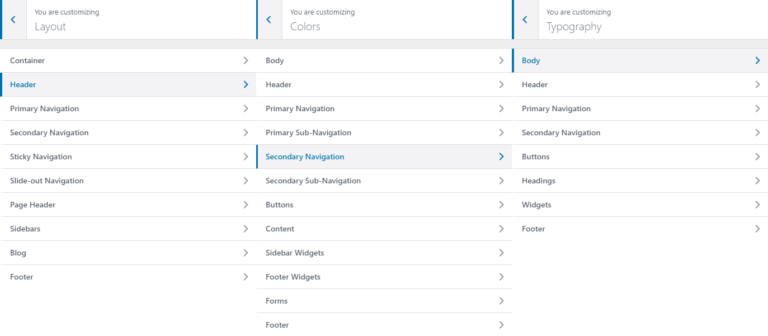 You are customizing
Layout
Container
Header
Primary Navigation
Secondary Navigation
Sticky Navigation
Slide-out Navigation
Page Header
Sidebars
Blog
Footer
You are customizing
Colors
Body
Header
Primary Navigation
Primary Sub-Navigation
Secondary Navigation
Secondary Sub-Navigation
Buttons
Content
Sidebar Widgets
Footer Widgets
Forms
Footer
You are customizing
Typography
Body
Header
Primary Navigation
Secondary Navigation
Buttons
Headings
Widgets
Footer